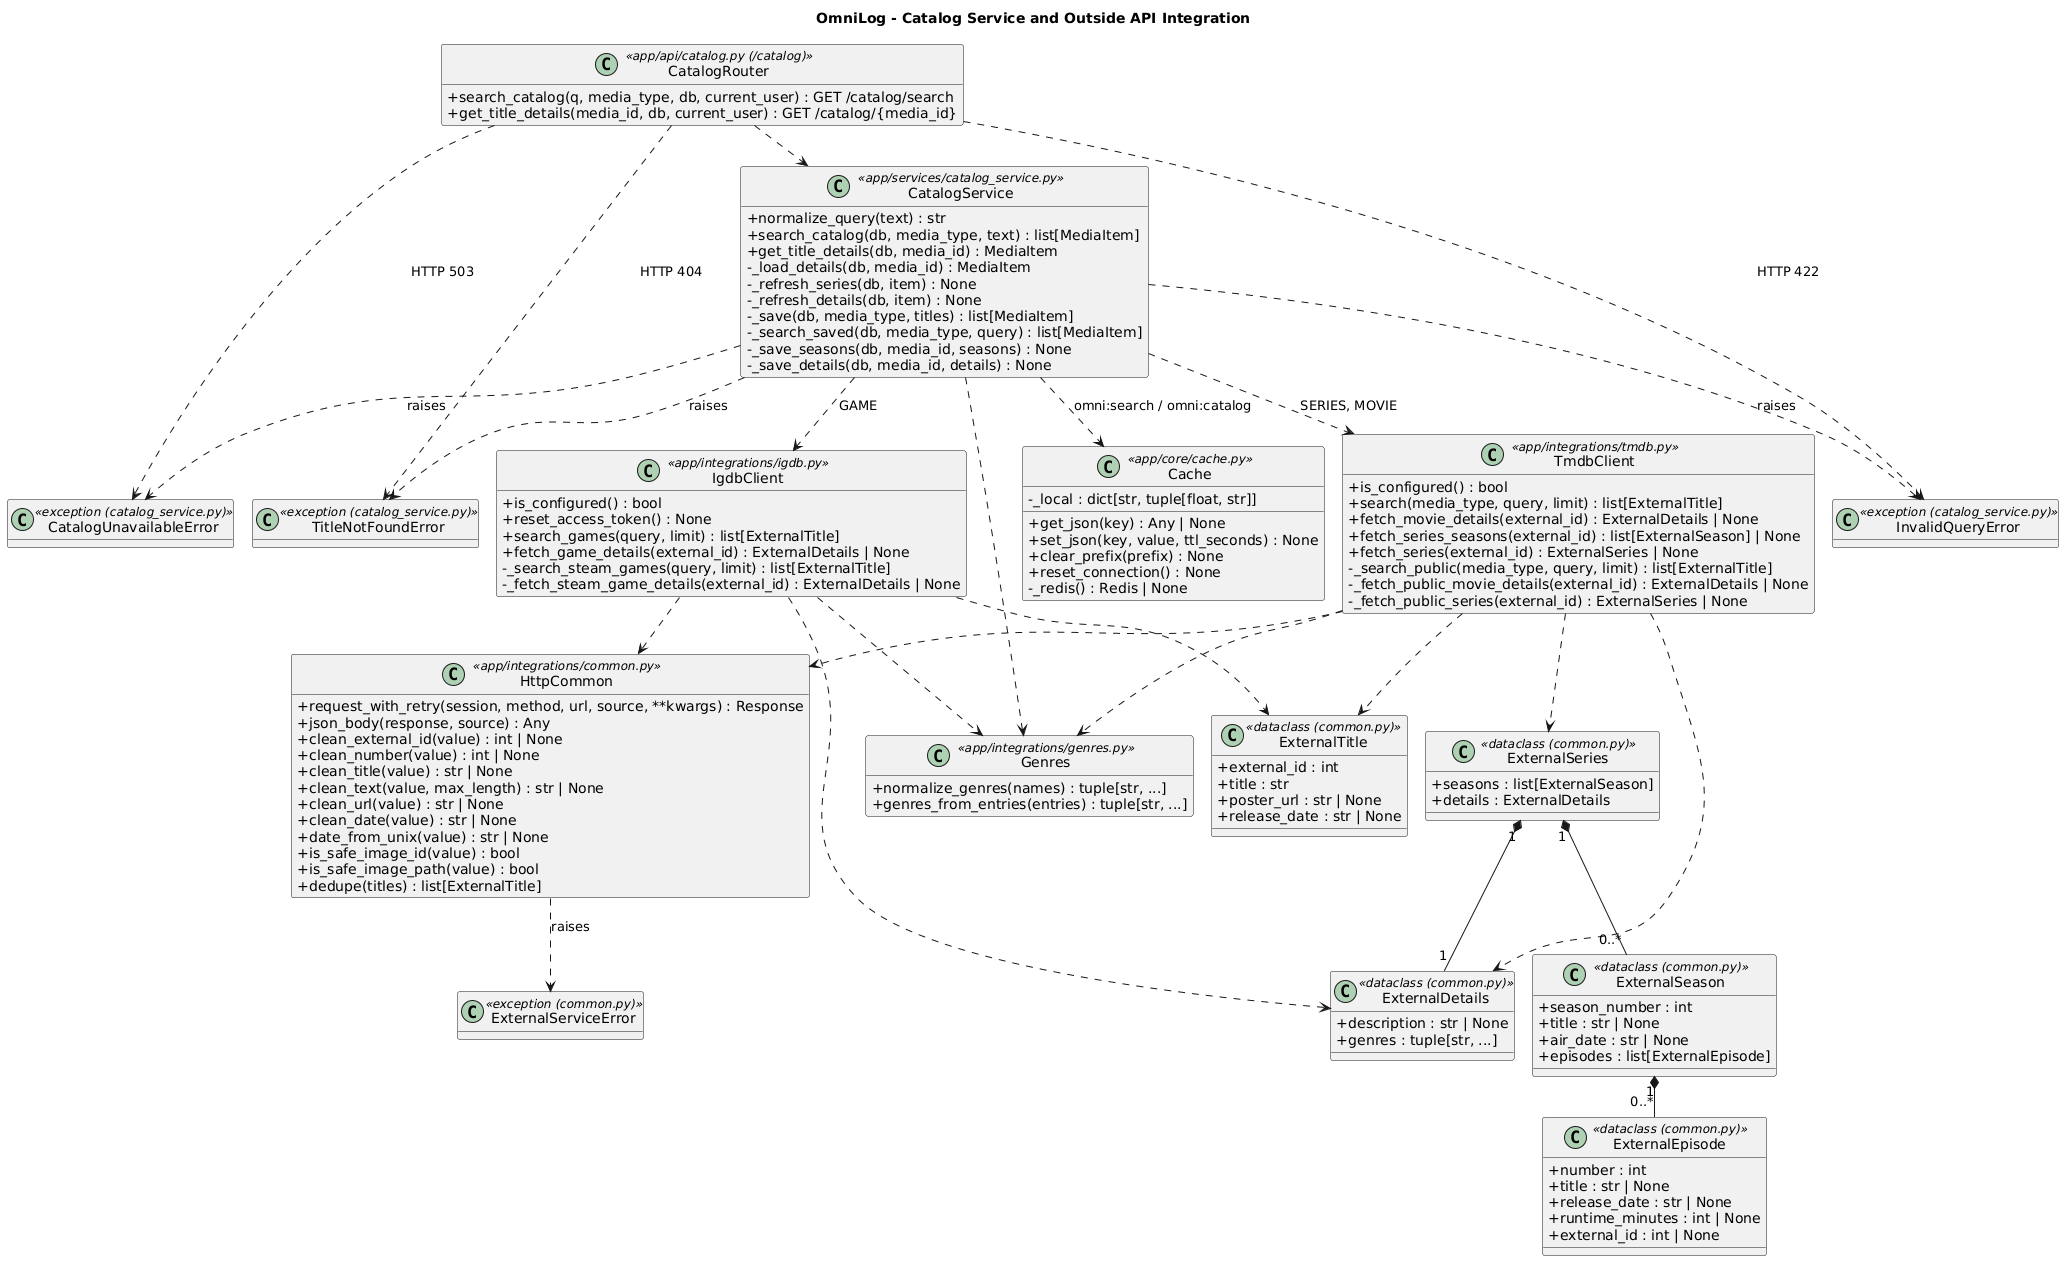 OmniLog - Catalog Service and Outside API Integration
C
«app/api/catalog.py (/catalog)»
CatalogRouter
+search_catalog(q, media_type, db, current_user) : GET /catalog/search
+get_title_details(media_id, db, current_user) : GET /catalog/{media_id}
C
«app/services/catalog_service.py»
CatalogService
+normalize_query(text) : str
+search_catalog(db, media_type, text) : list[MediaItem]
+get_title_details(db, media_id) : MediaItem
-_load_details(db, media_id) : MediaItem
-_refresh_series(db, item) : None
-_refresh_details(db, item) : None
-_save(db, media_type, titles) : list[MediaItem]
-_search_saved(db, media_type, query) : list[MediaItem]
-_save_seasons(db, media_id, seasons) : None
-_save_details(db, media_id, details) : None
HTTP 503
HTTP 404
HTTP 422
raises
raises
GAME
omni:search / omni:catalog
SERIES, MOVIE
raises
C
«exception (catalog_service.py)»
CatalogUnavailableError
C
«exception (catalog_service.py)»
TitleNotFoundError
C
«app/integrations/igdb.py»
IgdbClient
+is_configured() : bool
+reset_access_token() : None
+search_games(query, limit) : list[ExternalTitle]
+fetch_game_details(external_id) : ExternalDetails | None
-_search_steam_games(query, limit) : list[ExternalTitle]
-_fetch_steam_game_details(external_id) : ExternalDetails | None
C
«app/core/cache.py»
Cache
-_local : dict[str, tuple[float, str]]
+get_json(key) : Any | None
+set_json(key, value, ttl_seconds) : None
+clear_prefix(prefix) : None
+reset_connection() : None
-_redis() : Redis | None
C
«app/integrations/tmdb.py»
TmdbClient
+is_configured() : bool
+search(media_type, query, limit) : list[ExternalTitle]
+fetch_movie_details(external_id) : ExternalDetails | None
+fetch_series_seasons(external_id) : list[ExternalSeason] | None
+fetch_series(external_id) : ExternalSeries | None
-_search_public(media_type, query, limit) : list[ExternalTitle]
-_fetch_public_movie_details(external_id) : ExternalDetails | None
-_fetch_public_series(external_id) : ExternalSeries | None
C
«exception (catalog_service.py)»
InvalidQueryError
C
«app/integrations/common.py»
HttpCommon
+request_with_retry(session, method, url, source, **kwargs) : Response
+json_body(response, source) : Any
+clean_external_id(value) : int | None
+clean_number(value) : int | None
+clean_title(value) : str | None
+clean_text(value, max_length) : str | None
+clean_url(value) : str | None
+clean_date(value) : str | None
+date_from_unix(value) : str | None
+is_safe_image_id(value) : bool
+is_safe_image_path(value) : bool
+dedupe(titles) : list[ExternalTitle]
C
«app/integrations/genres.py»
Genres
+normalize_genres(names) : tuple[str, ...]
+genres_from_entries(entries) : tuple[str, ...]
C
«dataclass (common.py)»
ExternalTitle
+external_id : int
+title : str
+poster_url : str | None
+release_date : str | None
C
«dataclass (common.py)»
ExternalSeries
+seasons : list[ExternalSeason]
+details : ExternalDetails
1
1
raises
1
0..*
C
«exception (common.py)»
ExternalServiceError
C
«dataclass (common.py)»
ExternalDetails
+description : str | None
+genres : tuple[str, ...]
C
«dataclass (common.py)»
ExternalSeason
+season_number : int
+title : str | None
+air_date : str | None
+episodes : list[ExternalEpisode]
1
0..*
C
«dataclass (common.py)»
ExternalEpisode
+number : int
+title : str | None
+release_date : str | None
+runtime_minutes : int | None
+external_id : int | None